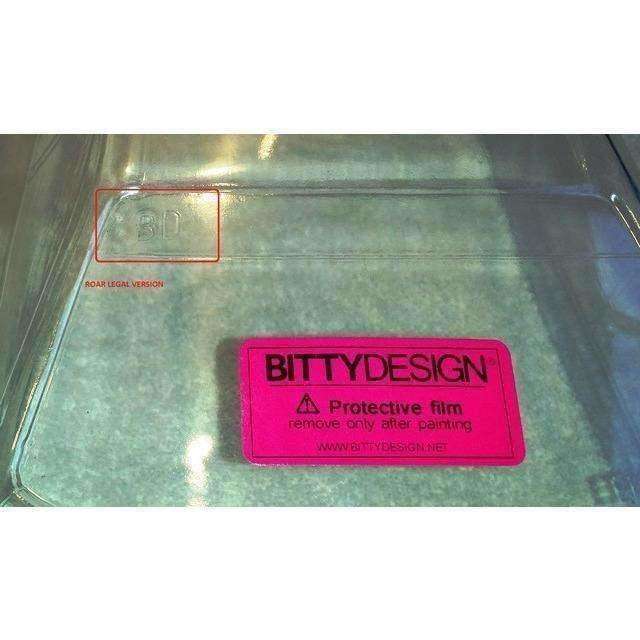 BD
ROAR LEGAL VERSION
BITTYDESIGN®
⚠ Protective film
remove only after painting
WWW.BITTYDESIGN.NET